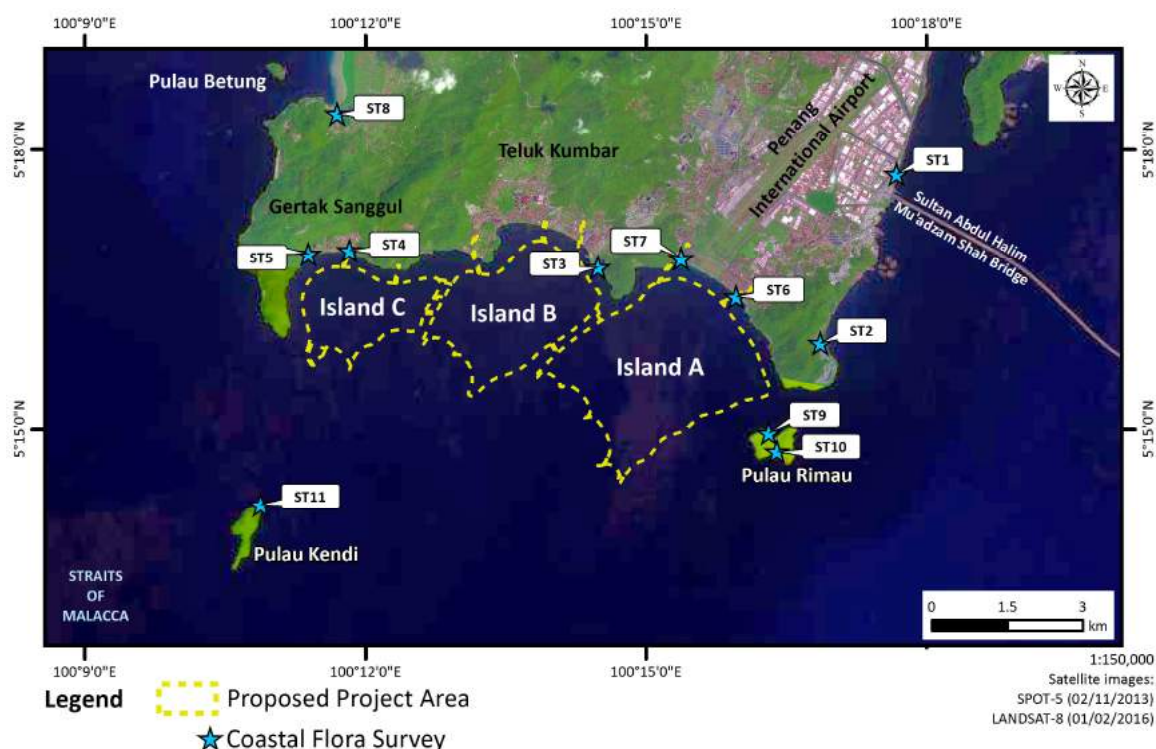 100°9'0"E
100°12'0"E
100°15'0"E
100°18'0"E
Pulau Betung
N
W
E
S
ST8
Penang
International Airport
Teluk Kumbar
5°18'0"N
5°18'0"N
ST1
Gertak Sanggul
Sultan Abdul Halim
Mu'adzam Shah Bridge
ST5
ST4
ST3
ST7
ST6
Island C
Island B
Island A
ST2
5°15'0"N
5°15'0"N
ST9
ST10
Pulau Rimau
ST11
Pulau Kendi
STRAITS
OF
MALACCA
0 1.5 3
km
100°9'0"E
100°12'0"E
100°15'0"E
100°18'0"E
1:150,000
Satellite images:
SPOT-5 (02/11/2013)
LANDSAT-8 (01/02/2016)
Legend
Proposed Project Area
Coastal Flora Survey